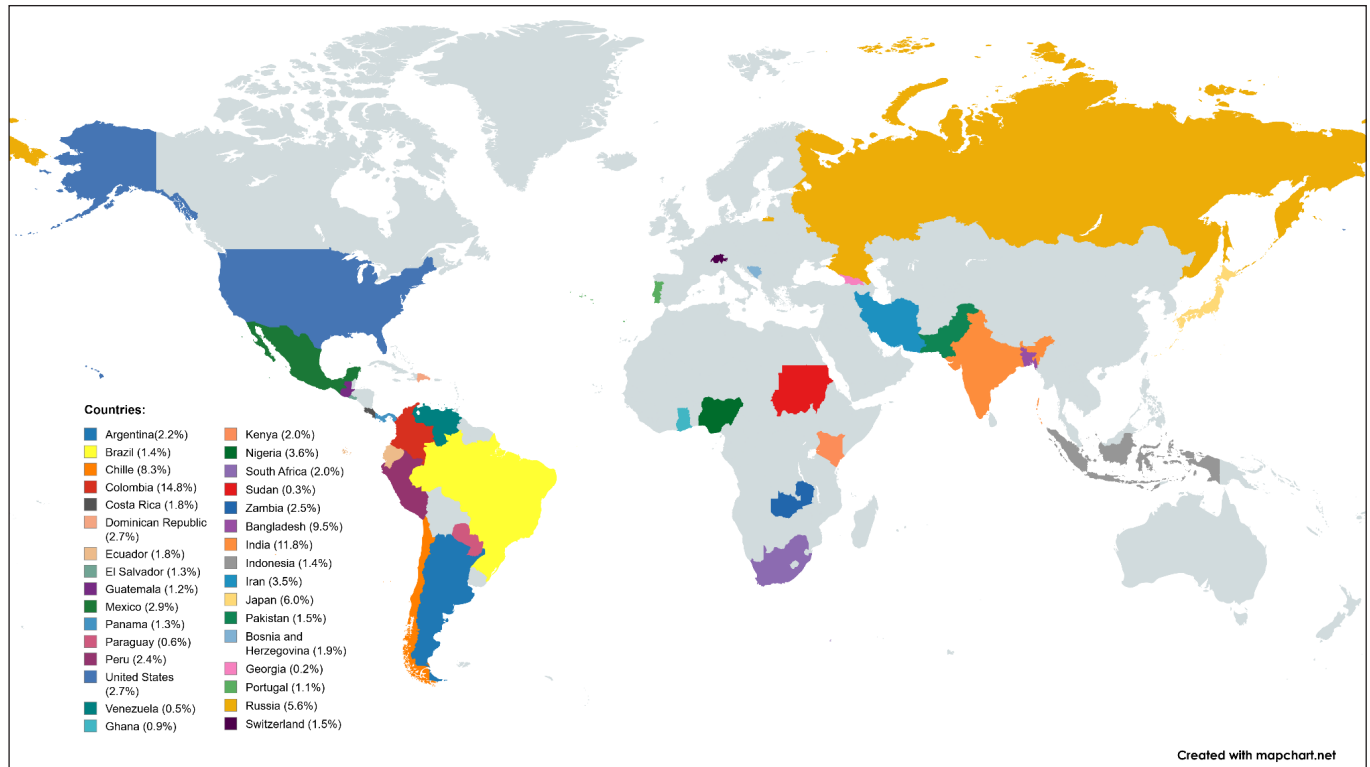 Countries:
Argentina(2.2%)
Brazil (1.4%)
Chille (8.3%)
Colombia (14.8%)
Costa Rica (1.8%)
Dominican Republic
(2.7%)
Ecuador (1.8%)
El Salvador (1.3%)
Guatemala (1.2%)
Mexico (2.9%)
Panama (1.3%)
Paraguay (0.6%)
Peru (2.4%)
United States
(2.7%)
Venezuela (0.5%)
Ghana (0.9%)
Kenya (2.0%)
Nigeria (3.6%)
South Africa (2.0%)
Sudan (0.3%)
Zambia (2.5%)
Bangladesh (9.5%)
India (11.8%)
Indonesia (1.4%)
Iran (3.5%)
Japan (6.0%)
Pakistan (1.5%)
Bosnia and
Herzegovina (1.9%)
Georgia (0.2%)
Portugal (1.1%)
Russia (5.6%)
Switzerland (1.5%)
Created with mapchart.net